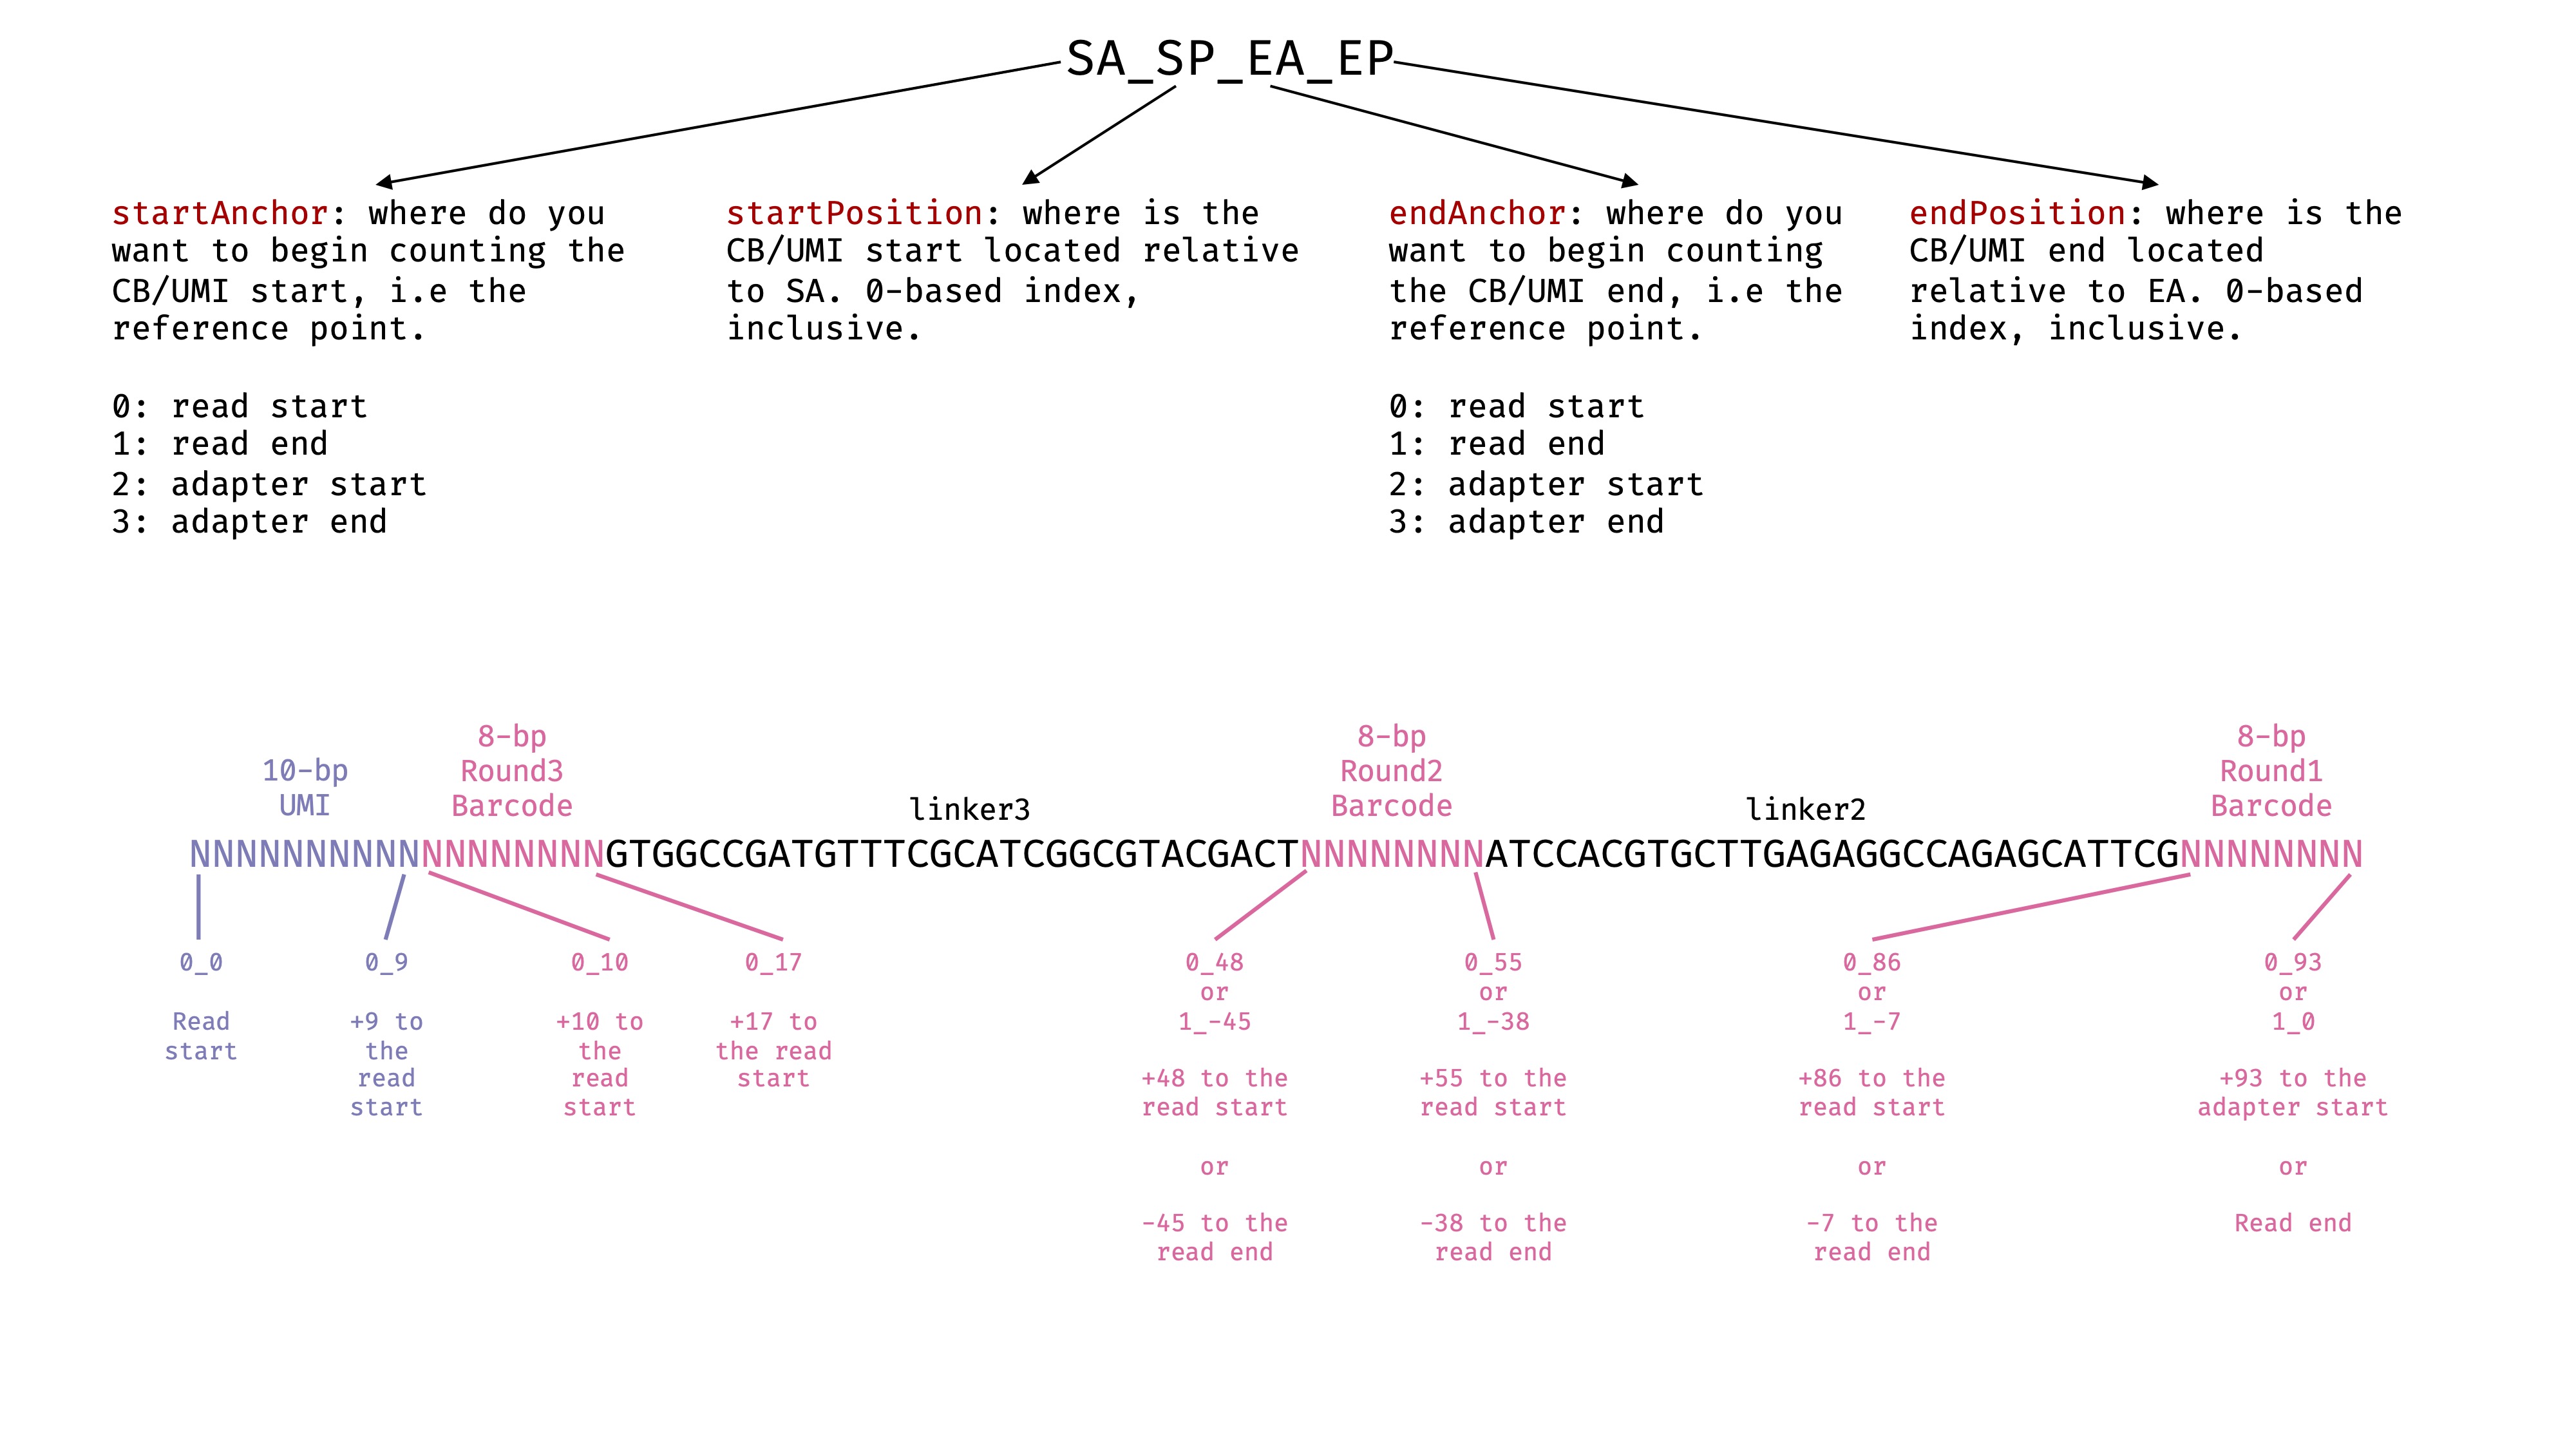 SA_SP_EA_EP
startAnchor: where do you
want to begin counting the
CB/UMI start, i.e the
reference point.
0: read start
1: read end
2: adapter start
3: adapter end
startPosition: where is the
CB/UMI start located relative
to SA. 0-based index,
inclusive.
endAnchor: where do you
want to begin counting
the CB/UMI end, i.e the
reference point.
0: read start
1: read end
2: adapter start
3: adapter end
endPosition: where is the
CB/UMI end located
relative to EA. 0-based
index, inclusive.
10-bp
UMI
8-bp
Round3
Barcode
linker3
8-bp
Round2
Barcode
linker2
8-bp
Round1
Barcode
NNNNNNNNNNNNNNNNNNGTGGCCGATGTTTCGCATCGGCGTACGACTNNNNNNNNATCCACGTGCTTGAGAGGCCAGAGCATTCGNNNNNNNN
0_0
Read
start
0_9
+9 to
the
read
start
0_10
+10 to
the
read
start
0_17
+17 to
the read
start
0_48
or
1_-45
+48 to the
read start
or
-45 to the
read end
0_55
or
1_-38
+55 to the
read start
or
-38 to the
read end
0_86
or
1_-7
+86 to the
read start
or
-7 to the
read end
0_93
or
1_0
+93 to the
adapter start
or
Read end